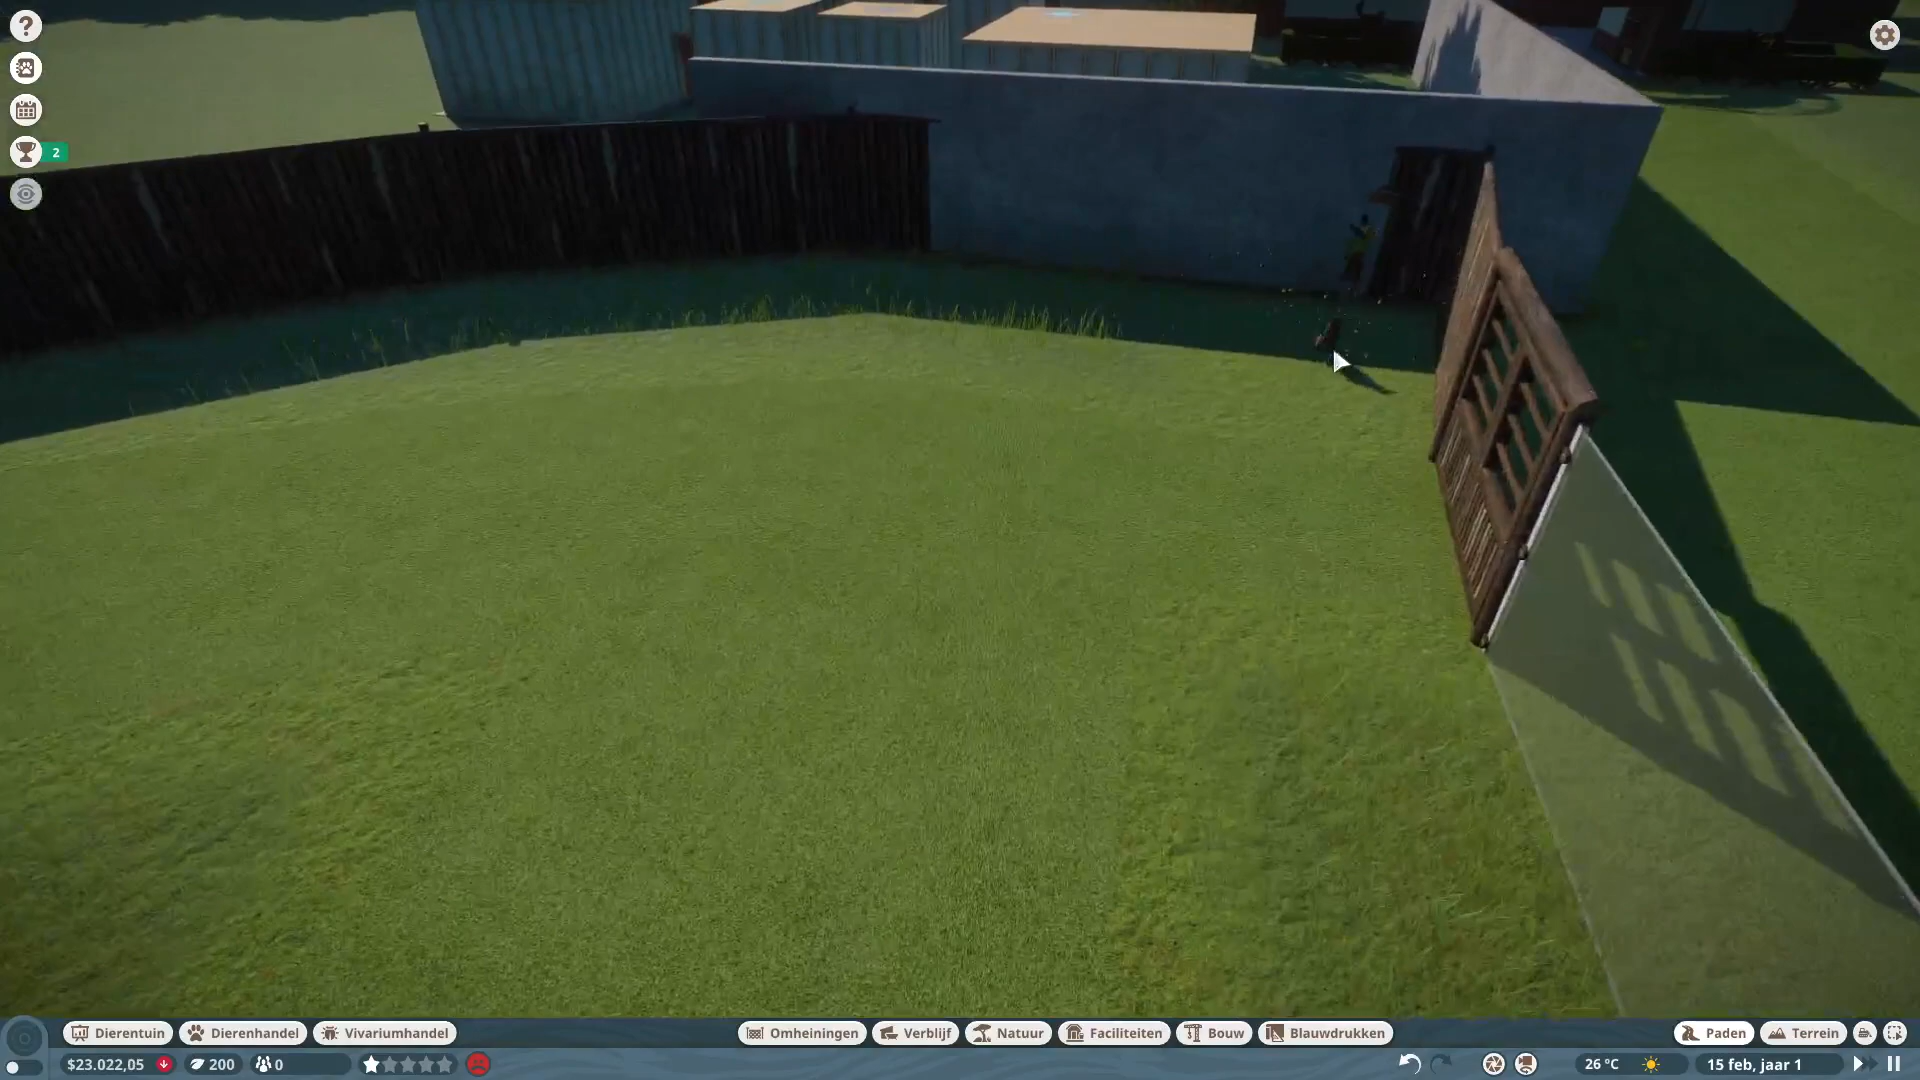 2
Dierentuin Dierenhandel Vivariumhandel Omheiningen Verblijf Natuur Faciliteiten Bouw Blauwdrukken Paden Terrein
$23.022,05 200 0 26 °C 15 feb, jaar 1